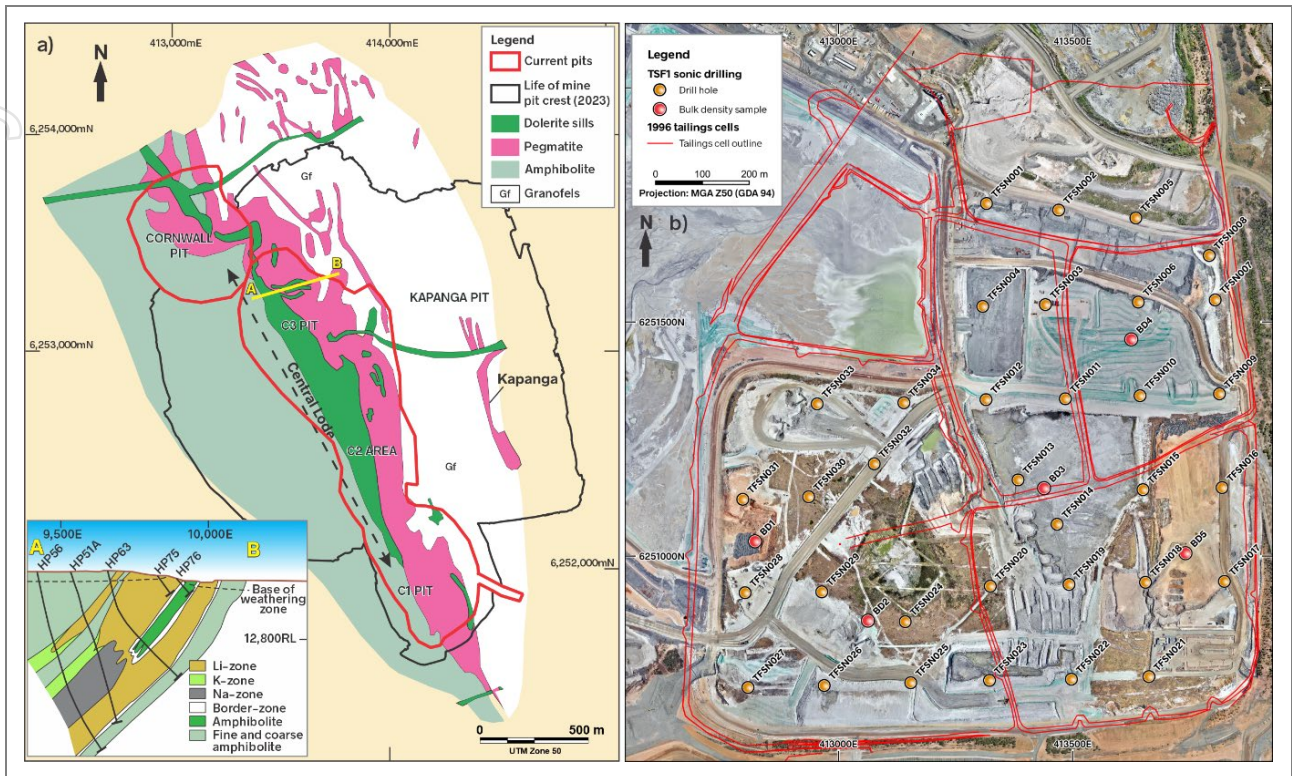 a)
N
413,000mE
414,000mE
6,254,000mN
6,253,000mN
6,252,000mN
Legend
Current pits
Life of mine
pit crest (2023)
Dolerite sills
Pegmatite
Amphibolite
Gf
Granofels
Gf
CORNWALL
PIT
A
B
C3 PIT
KAPANGA PIT
Kapanga
Central Lode
C2 AREA
Gf
C1 PIT
0
500 m
UTM Zone 50
A
9,500E
10,000E
B
HP56
HP51A
HP63
HP75
HP76
Base of
weathering
zone
12,800RL
Li-zone
K-zone
Na-zone
Border-zone
Amphibolite
Fine and coarse
amphibolite
413000E
413500E
Legend
TSF1 sonic drilling
Drill hole
Bulk density sample
1996 tailings cells
Tailings cell outline
0
100
200 m
Projection: MGA Z50 (GDA 94)
N
b)
6251500N
6251000N
TFSN001
TFSN002
TFSN005
TFSN008
TFSN004
TFSN003
TFSN006
TFSN007
BD4
TFSN033
TFSN034
TFSN012
TFSN011
TFSN010
TFSN009
TFSN032
TFSN031
TFSN030
TFSN013
BD3
TFSN015
TFSN016
TFSN014
BD1
BD5
TFSN028
TFSN029
TFSN020
TFSN019
TFSN018
TFSN017
BD2
TFSN024
TFSN027
TFSN026
TFSN025
TFSN023
TFSN022
TFSN021
413000E
413500E